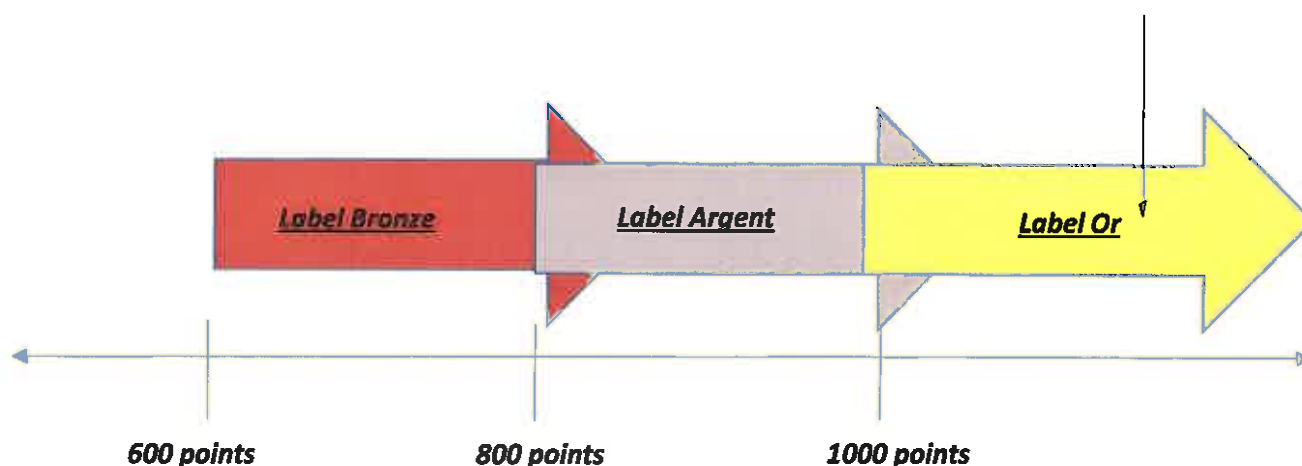 Label Bronze
Label Argent
Label Or
600 points
800 points
1000 points